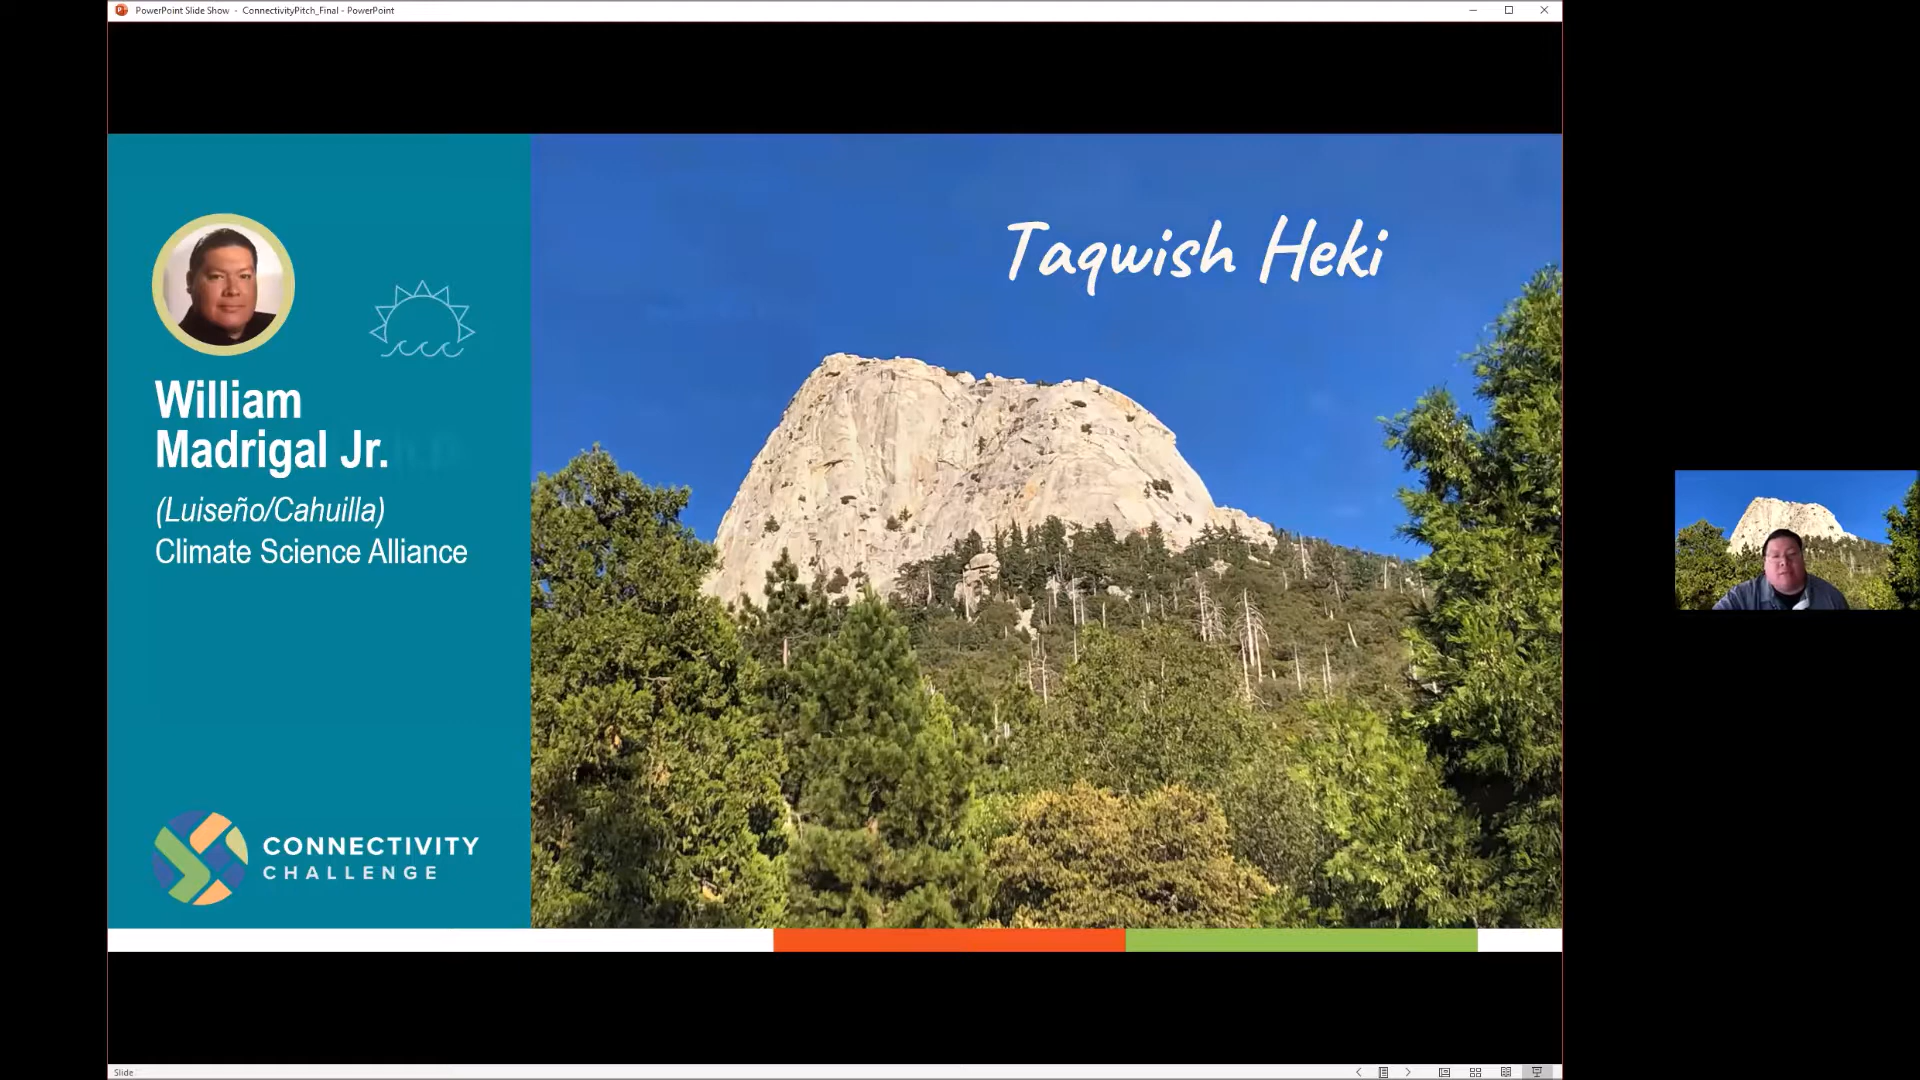 PowerPoint Slide Show - ConnectivityPitch_Final - PowerPoint
Taqwish Heki
William
Madrigal Jr.
(Luiseño/Cahuilla)
Climate Science Alliance
CONNECTIVITY
CHALLENGE
Slide